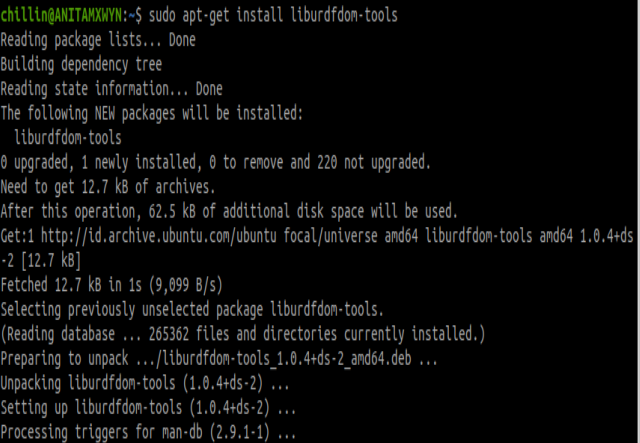 chillin@ANITAMXWYN:~$ sudo apt-get install liburdfdom-tools
Reading package lists... Done
Building dependency tree
Reading state information... Done
The following NEW packages will be installed:
  liburdfdom-tools
0 upgraded, 1 newly installed, 0 to remove and 220 not upgraded.
Need to get 12.7 kB of archives.
After this operation, 62.5 kB of additional disk space will be used.
Get:1 http://id.archive.ubuntu.com/ubuntu focal/universe amd64 liburdfdom-tools amd64 1.0.4+ds
-2 [12.7 kB]
Fetched 12.7 kB in 1s (9,099 B/s)
Selecting previously unselected package liburdfdom-tools.
(Reading database ... 265362 files and directories currently installed.)
Preparing to unpack .../liburdfdom-tools_1.0.4+ds-2_amd64.deb ...
Unpacking liburdfdom-tools (1.0.4+ds-2) ...
Setting up liburdfdom-tools (1.0.4+ds-2) ...
Processing triggers for man-db (2.9.1-1) ...